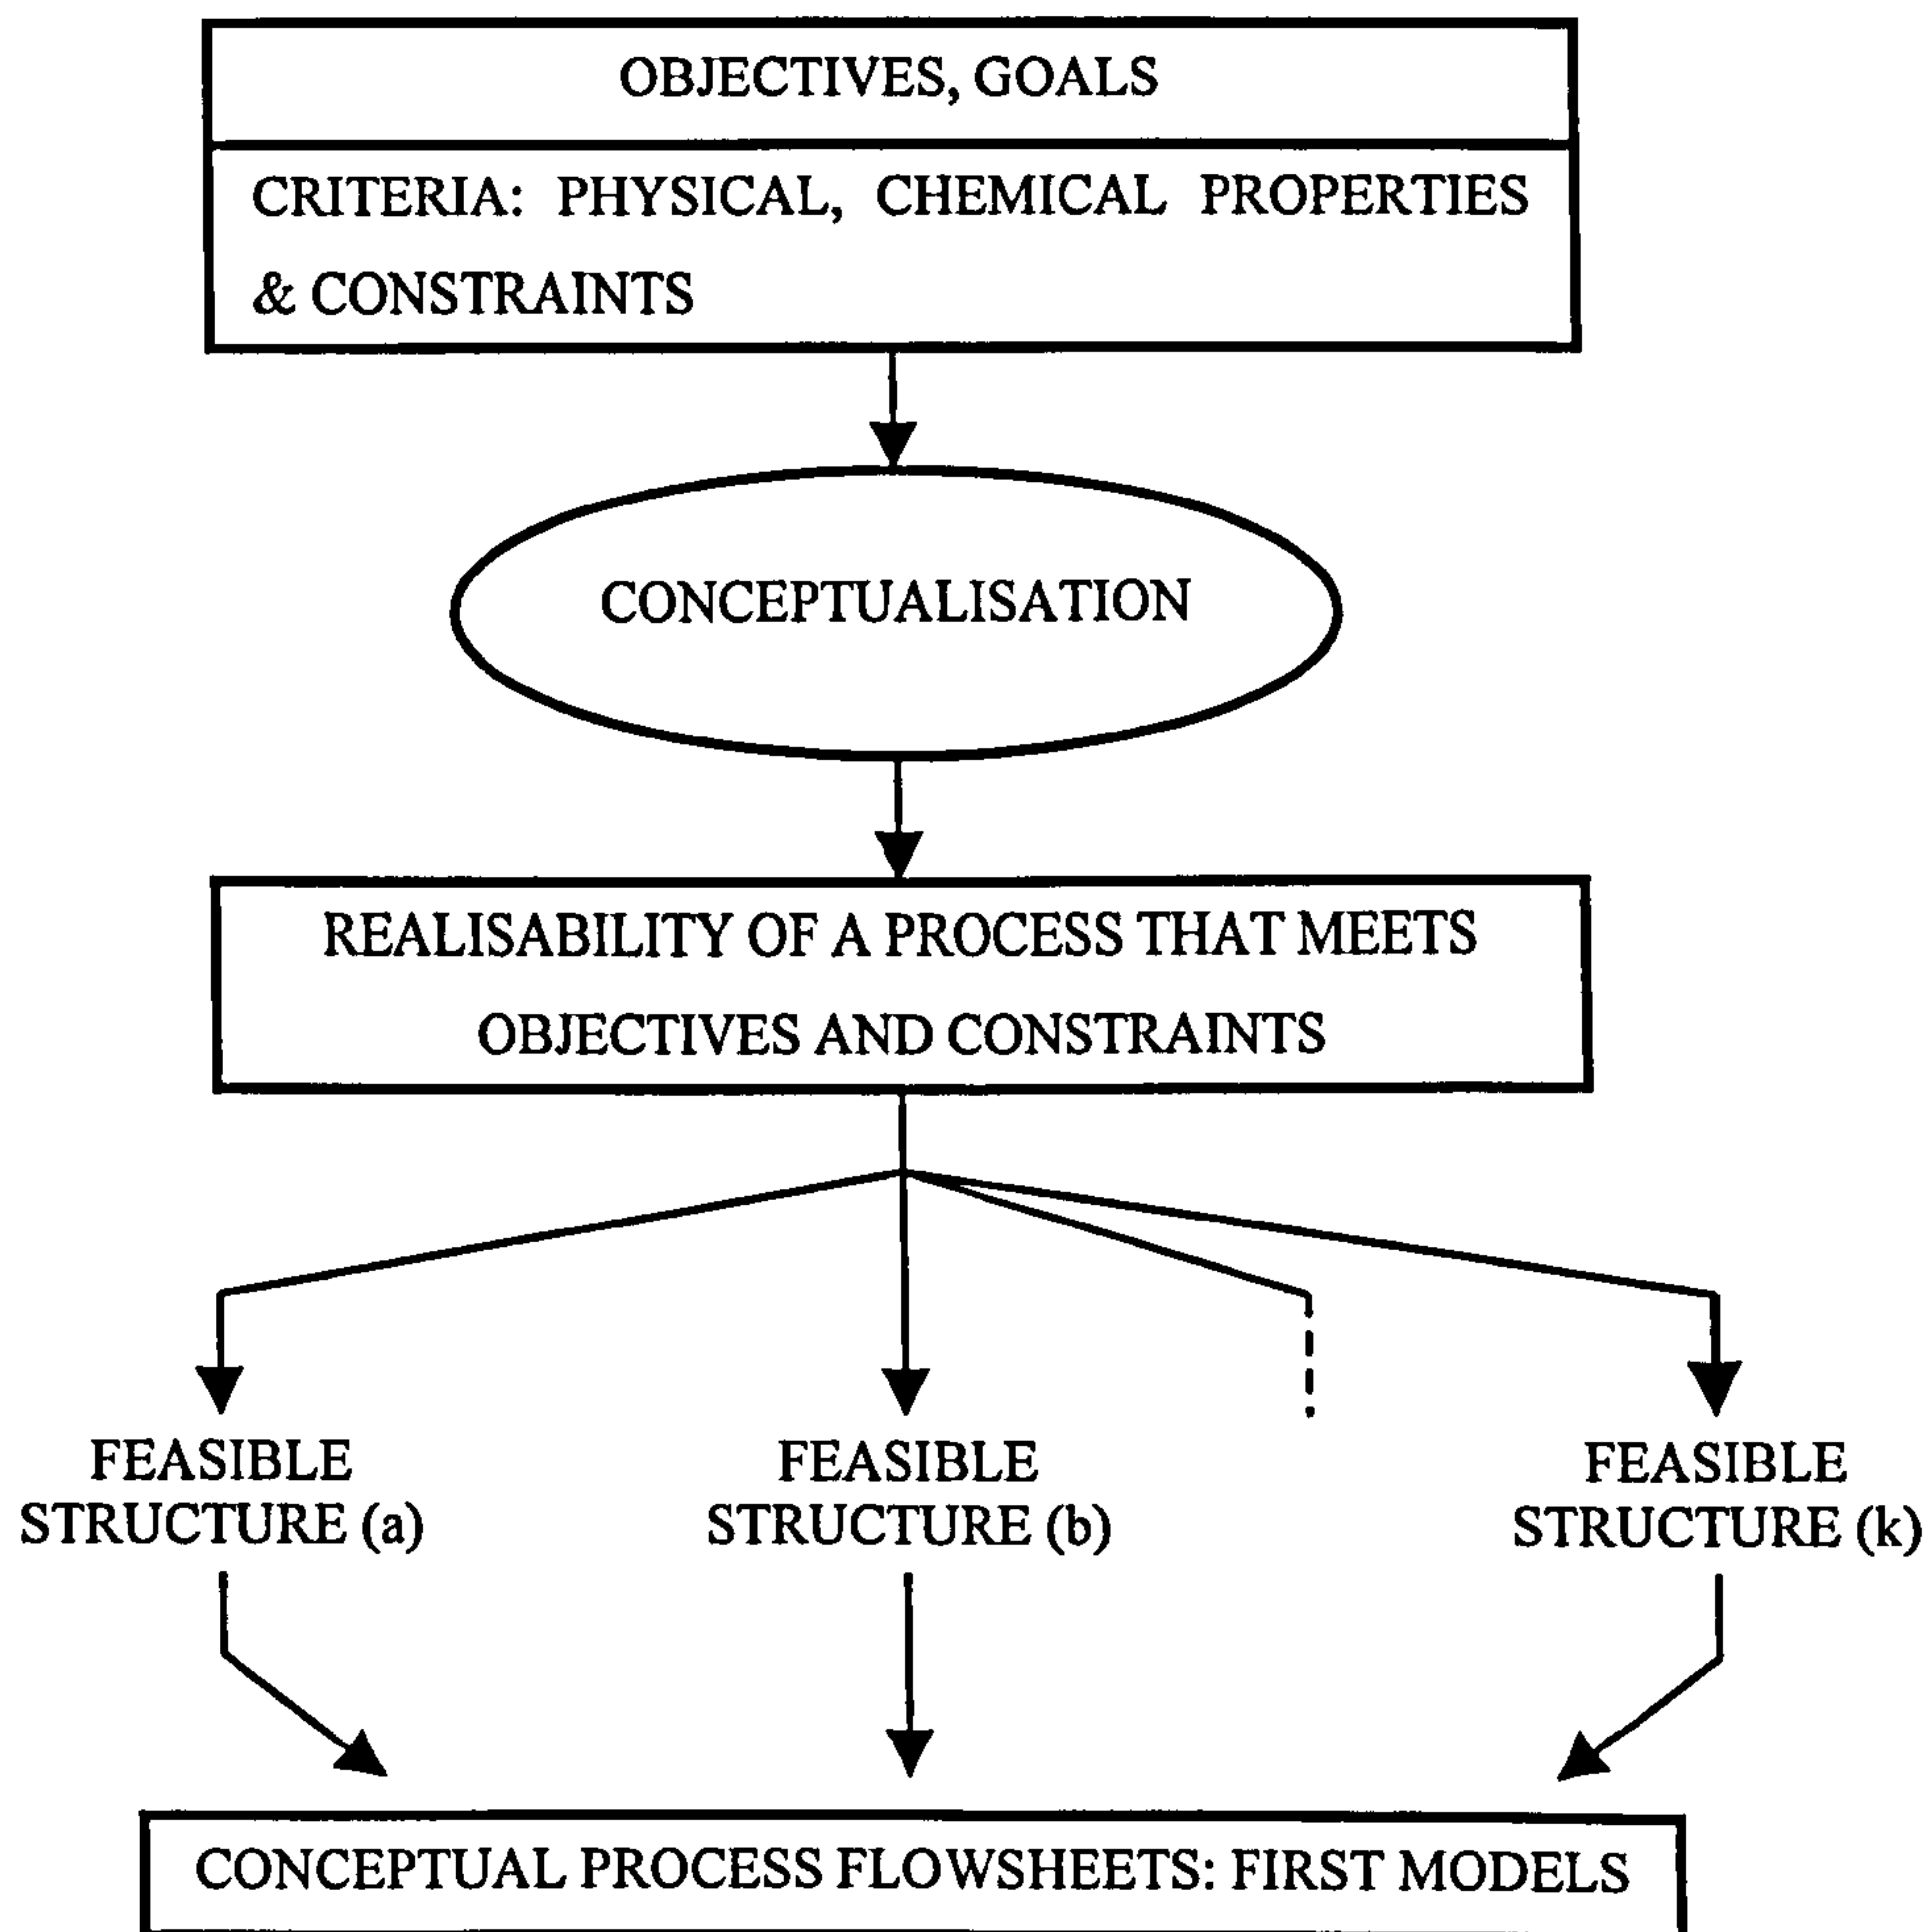 OBJECTIVES, GOALS
CRITERIA: PHYSICAL, CHEMICAL PROPERTIES
& CONSTRAINTS
CONCEPTUALISATION
REALISABILITY OF A PROCESS THAT MEETS
OBJECTIVES AND CONSTRAINTS
FEASIBLE
STRUCTURE (a)
FEASIBLE
STRUCTURE (b)
FEASIBLE
STRUCTURE (k)
CONCEPTUAL PROCESS FLOWSHEETS: FIRST MODELS